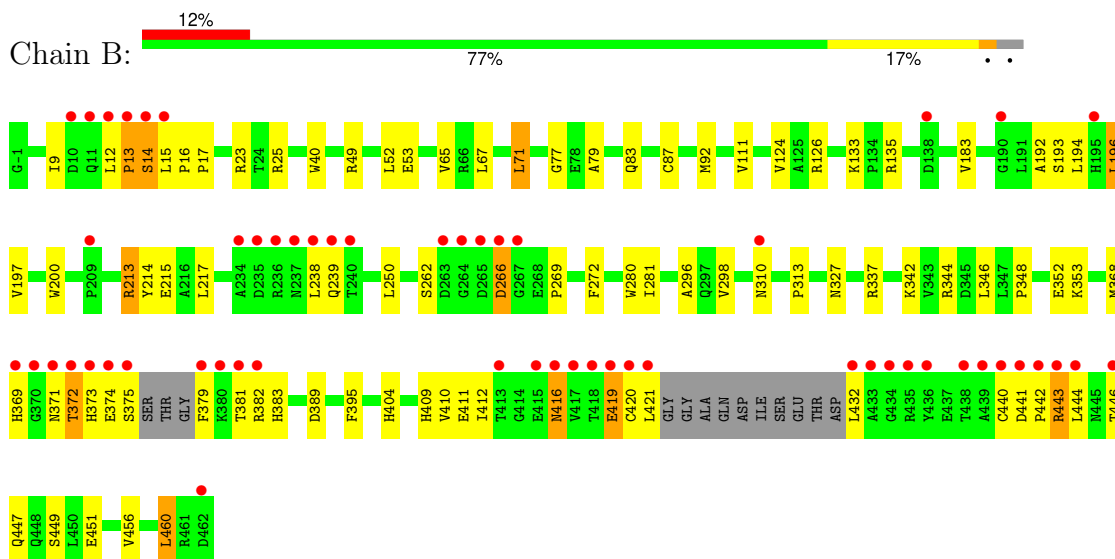 12%
Chain B:
77% 17% • •
G-1 I9 D10 Q11 L12 P13 S14 L15 P16 P17 R23 T24 R25 W40 R49 L52 E53 V65 R66 L67 L71 G77 E78 A79 Q83 C87 M92 V111 V124 A125 R126 K133 P134 R135 D138 V183 G190 L191 A192 S193 L194 H195 L196
V197 W200 P209 R213 Y214 E215 A216 L217 A234 D235 R236 N237 L238 Q239 T240 L250 S262 D263 G264 D265 D266 G267 E268 P269 F272 W280 I281 A296 Q297 V298 N310 P313 N327 R337 K342 V343 R344 D345 L346 L347 P348 E352 K353 M368
H369 G370 N371 T372 H373 E374 S375 SER THR GLY F379 K380 T381 R382 H383 D389 F395 H404 H409 V410 E411 I412 T413 G414 E415 N416 V417 T418 E419 C420 L421 GLY GLY ALA GLN ASP ILE SER GLU THR ASP L432 A433 G434 R435 Y436 E437 T438 A439 C440 D441 P442 R443 L444 N445 T446
Q447 Q448 S449 L450 E451 V456 L460 R461 D462